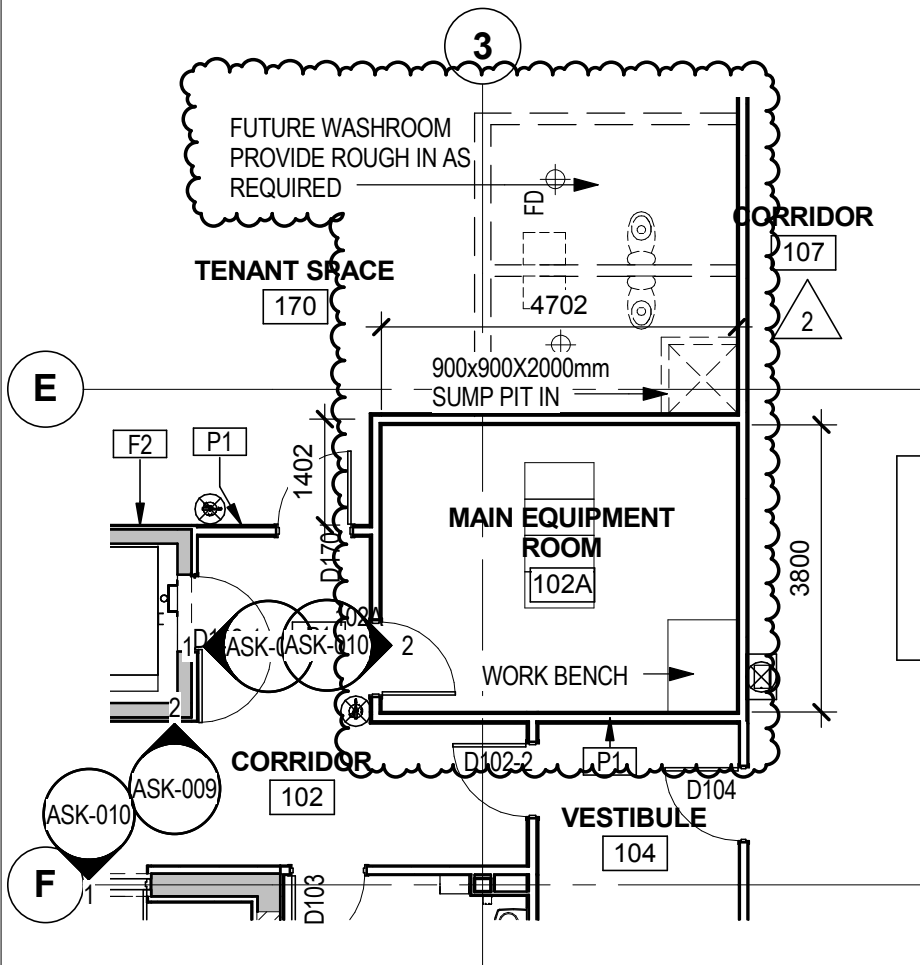 3
FUTURE WASHROOM
PROVIDE ROUGH IN AS
REQUIRED
FD
CORRIDOR
107
2
TENANT SPACE
170
4702
E
900x900X2000mm
SUMP PIT IN
F2
P1
1402
D170
MAIN EQUIPMENT
ROOM
102A
3800
102A
1
ASK-010
2
WORK BENCH
2
CORRIDOR
102
D102-2
P1
D104
ASK-009
ASK-010
VESTIBULE
104
F
1
D103